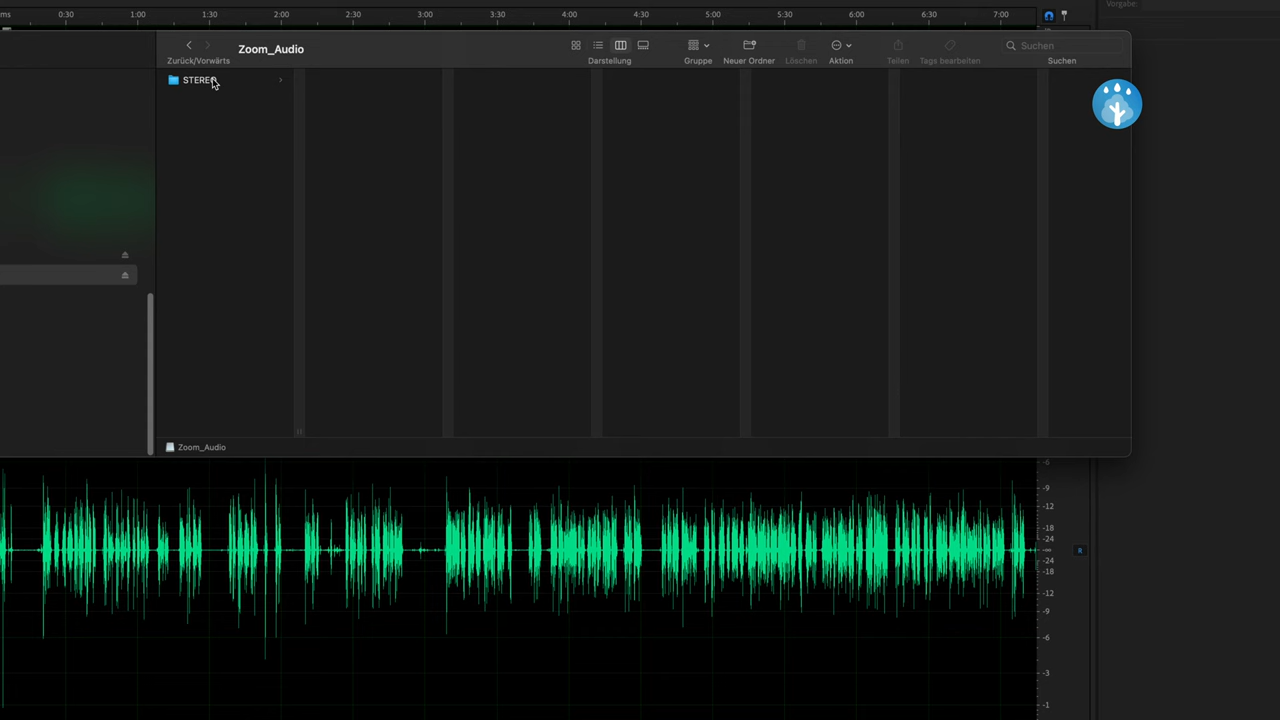 Vorgabe:
ms 0:30 1:00 1:30 2:00 2:30 3:00 3:30 4:00 4:30 5:00 5:30 6:00 6:30 7:00
Zoom_Audio
Suchen
Zurück/Vorwärts Darstellung Gruppe Neuer Ordner Löschen Aktion Teilen Tags bearbeiten Suchen
STEREO
Zoom_Audio
-6
-9
-12
-18
-24
-∞
R
-24
-18
-12
-9
-6
-3
-1